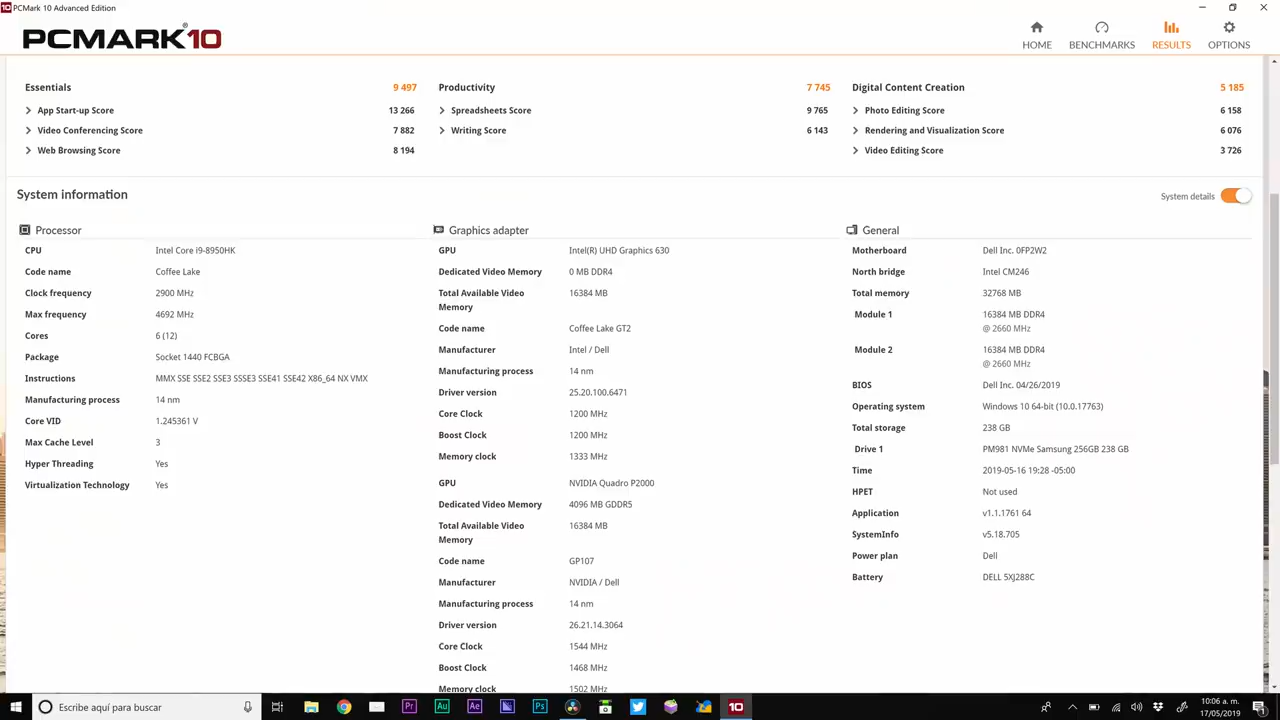 PCMark 10 Advanced Edition
PCMARK®10
HOME BENCHMARKS RESULTS OPTIONS
Essentials 9 497
App Start-up Score 13 266
Video Conferencing Score 7 882
Web Browsing Score 8 194
Productivity 7 745
Spreadsheets Score 9 765
Writing Score 6 143
Digital Content Creation 5 185
Photo Editing Score 6 158
Rendering and Visualization Score 6 076
Video Editing Score 3 726
System information
System details
Processor
CPU Intel Core i9-8950HK
Code name Coffee Lake
Clock frequency 2900 MHz
Max frequency 4692 MHz
Cores 6 (12)
Package Socket 1440 FCBGA
Instructions MMX SSE SSE2 SSE3 SSSE3 SSE41 SSE42 X86_64 NX VMX
Manufacturing process 14 nm
Core VID 1.245361 V
Max Cache Level 3
Hyper Threading Yes
Virtualization Technology Yes
Graphics adapter
GPU Intel(R) UHD Graphics 630
Dedicated Video Memory 0 MB DDR4
Total Available Video 16384 MB
Memory
Code name Coffee Lake GT2
Manufacturer Intel / Dell
Manufacturing process 14 nm
Driver version 25.20.100.6471
Core Clock 1200 MHz
Boost Clock 1200 MHz
Memory clock 1333 MHz
GPU NVIDIA Quadro P2000
Dedicated Video Memory 4096 MB GDDR5
Total Available Video 16384 MB
Memory
Code name GP107
Manufacturer NVIDIA / Dell
Manufacturing process 14 nm
Driver version 26.21.14.3064
Core Clock 1544 MHz
Boost Clock 1468 MHz
Memory clock 1502 MHz
General
Motherboard Dell Inc. 0FP2W2
North bridge Intel CM246
Total memory 32768 MB
Module 1 16384 MB DDR4
@ 2660 MHz
Module 2 16384 MB DDR4
@ 2660 MHz
BIOS Dell Inc. 04/26/2019
Operating system Windows 10 64-bit (10.0.17763)
Total storage 238 GB
Drive 1 PM981 NVMe Samsung 256GB 238 GB
Time 2019-05-16 19:28 -05:00
HPET Not used
Application v1.1.1761 64
SystemInfo v5.18.705
Power plan Dell
Battery DELL 5XJ288C
Escribe aquí para buscar
Pr Au Ae Ps 10
10:06 a. m.
17/05/2019